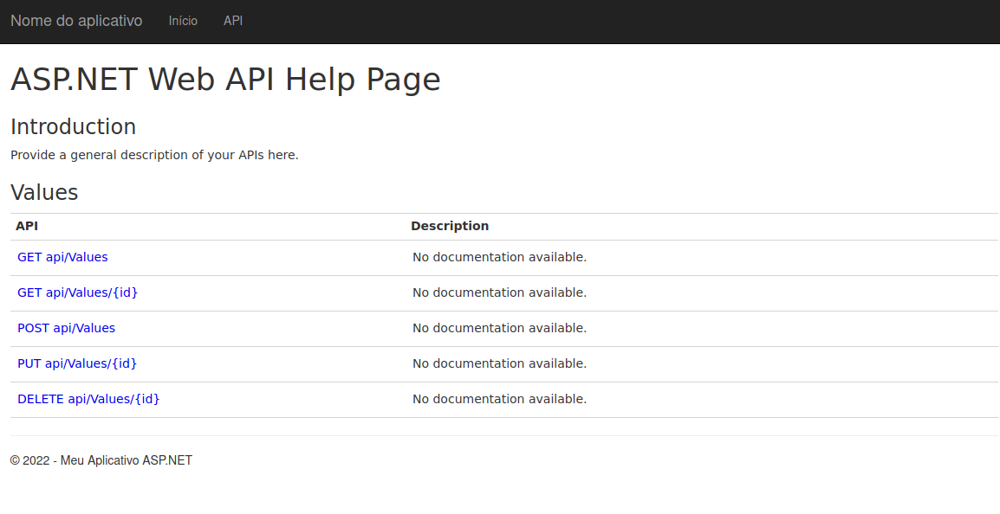 Nome do aplicativo Início API
ASP.NET Web API Help Page
Introduction
Provide a general description of your APIs here.
Values
API Description
GET api/Values No documentation available.
GET api/Values/{id} No documentation available.
POST api/Values No documentation available.
PUT api/Values/{id} No documentation available.
DELETE api/Values/{id} No documentation available.
© 2022 - Meu Aplicativo ASP.NET